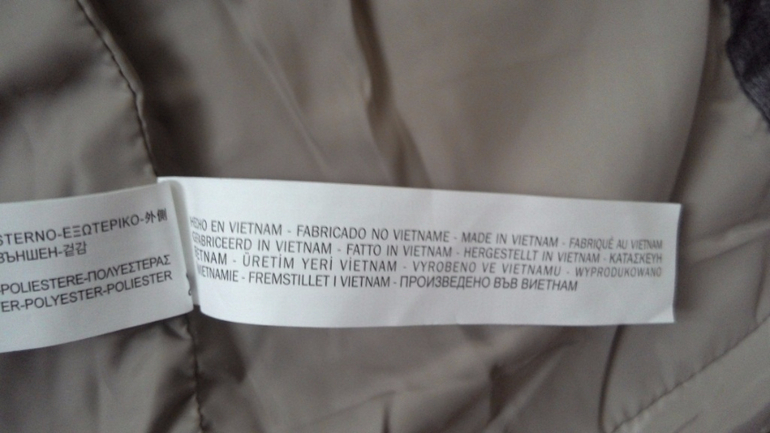 STERNO-ΕΞΩΤΕΡΙΚΟ-外側
ВЪНШЕН-겉감
POLIESTERE-ΠΟΛΥΕΣΤΕΡΑΣ
ER-POLYESTER-POLIESTER
HECHO EN VIETNAM - FABRICADO NO VIETNAME - MADE IN VIETNAM - FABRIQUÉ AU VIETNAM
GEFABRICEERD IN VIETNAM - FATTO IN VIETNAM - HERGESTELLT IN VIETNAM - ΚΑΤΑΣΚΕΥΗ
ΒΙΕΤΝΑΜ - ÜRETİM YERİ VİETNAM - VYROBENO VE VIETNAMU - WYPRODUKOWANO
WIETNAMIE - FREMSTILLET I VIETNAM - ПРОИЗВЕДЕНО ВЪВ ВИЕТНАМ